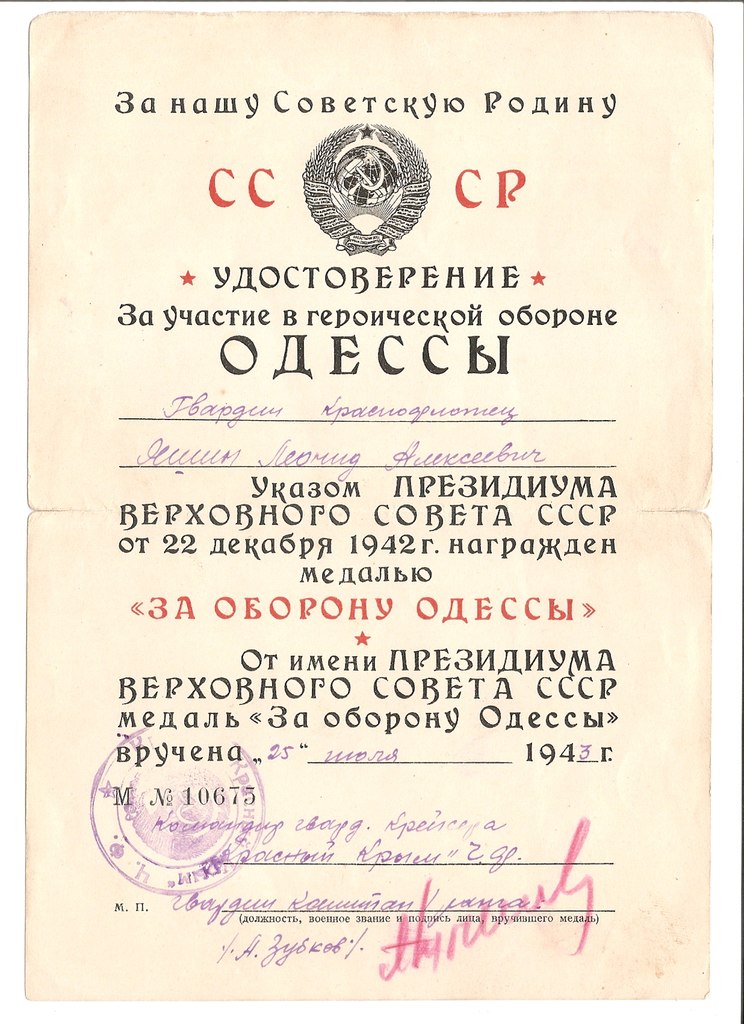 За нашу Советскую Родину
СССР
УДОСТОВЕРЕНИЕ
За участие в героической обороне
ОДЕССЫ
Гвардии краснофлотец
Яшин Леонид Алексеевич
Указом ПРЕЗИДИУМА
ВЕРХОВНОГО СОВЕТА СССР
от 22 декабря 1942 г. награжден
медалью
«ЗА ОБОРОНУ ОДЕССЫ»
От имени ПРЕЗИДИУМА
ВЕРХОВНОГО СОВЕТА СССР
медаль «За оборону Одессы»
вручена „25“ июля 1943 г.
М № 10675
Командир гвард. Крейсера
„Красный Крым" Ч.Ф.
М. П. Гвардии капитан 2 ранга:
(должность, военное звание и подпись лица, вручившего медаль)
/А. Зубков/.